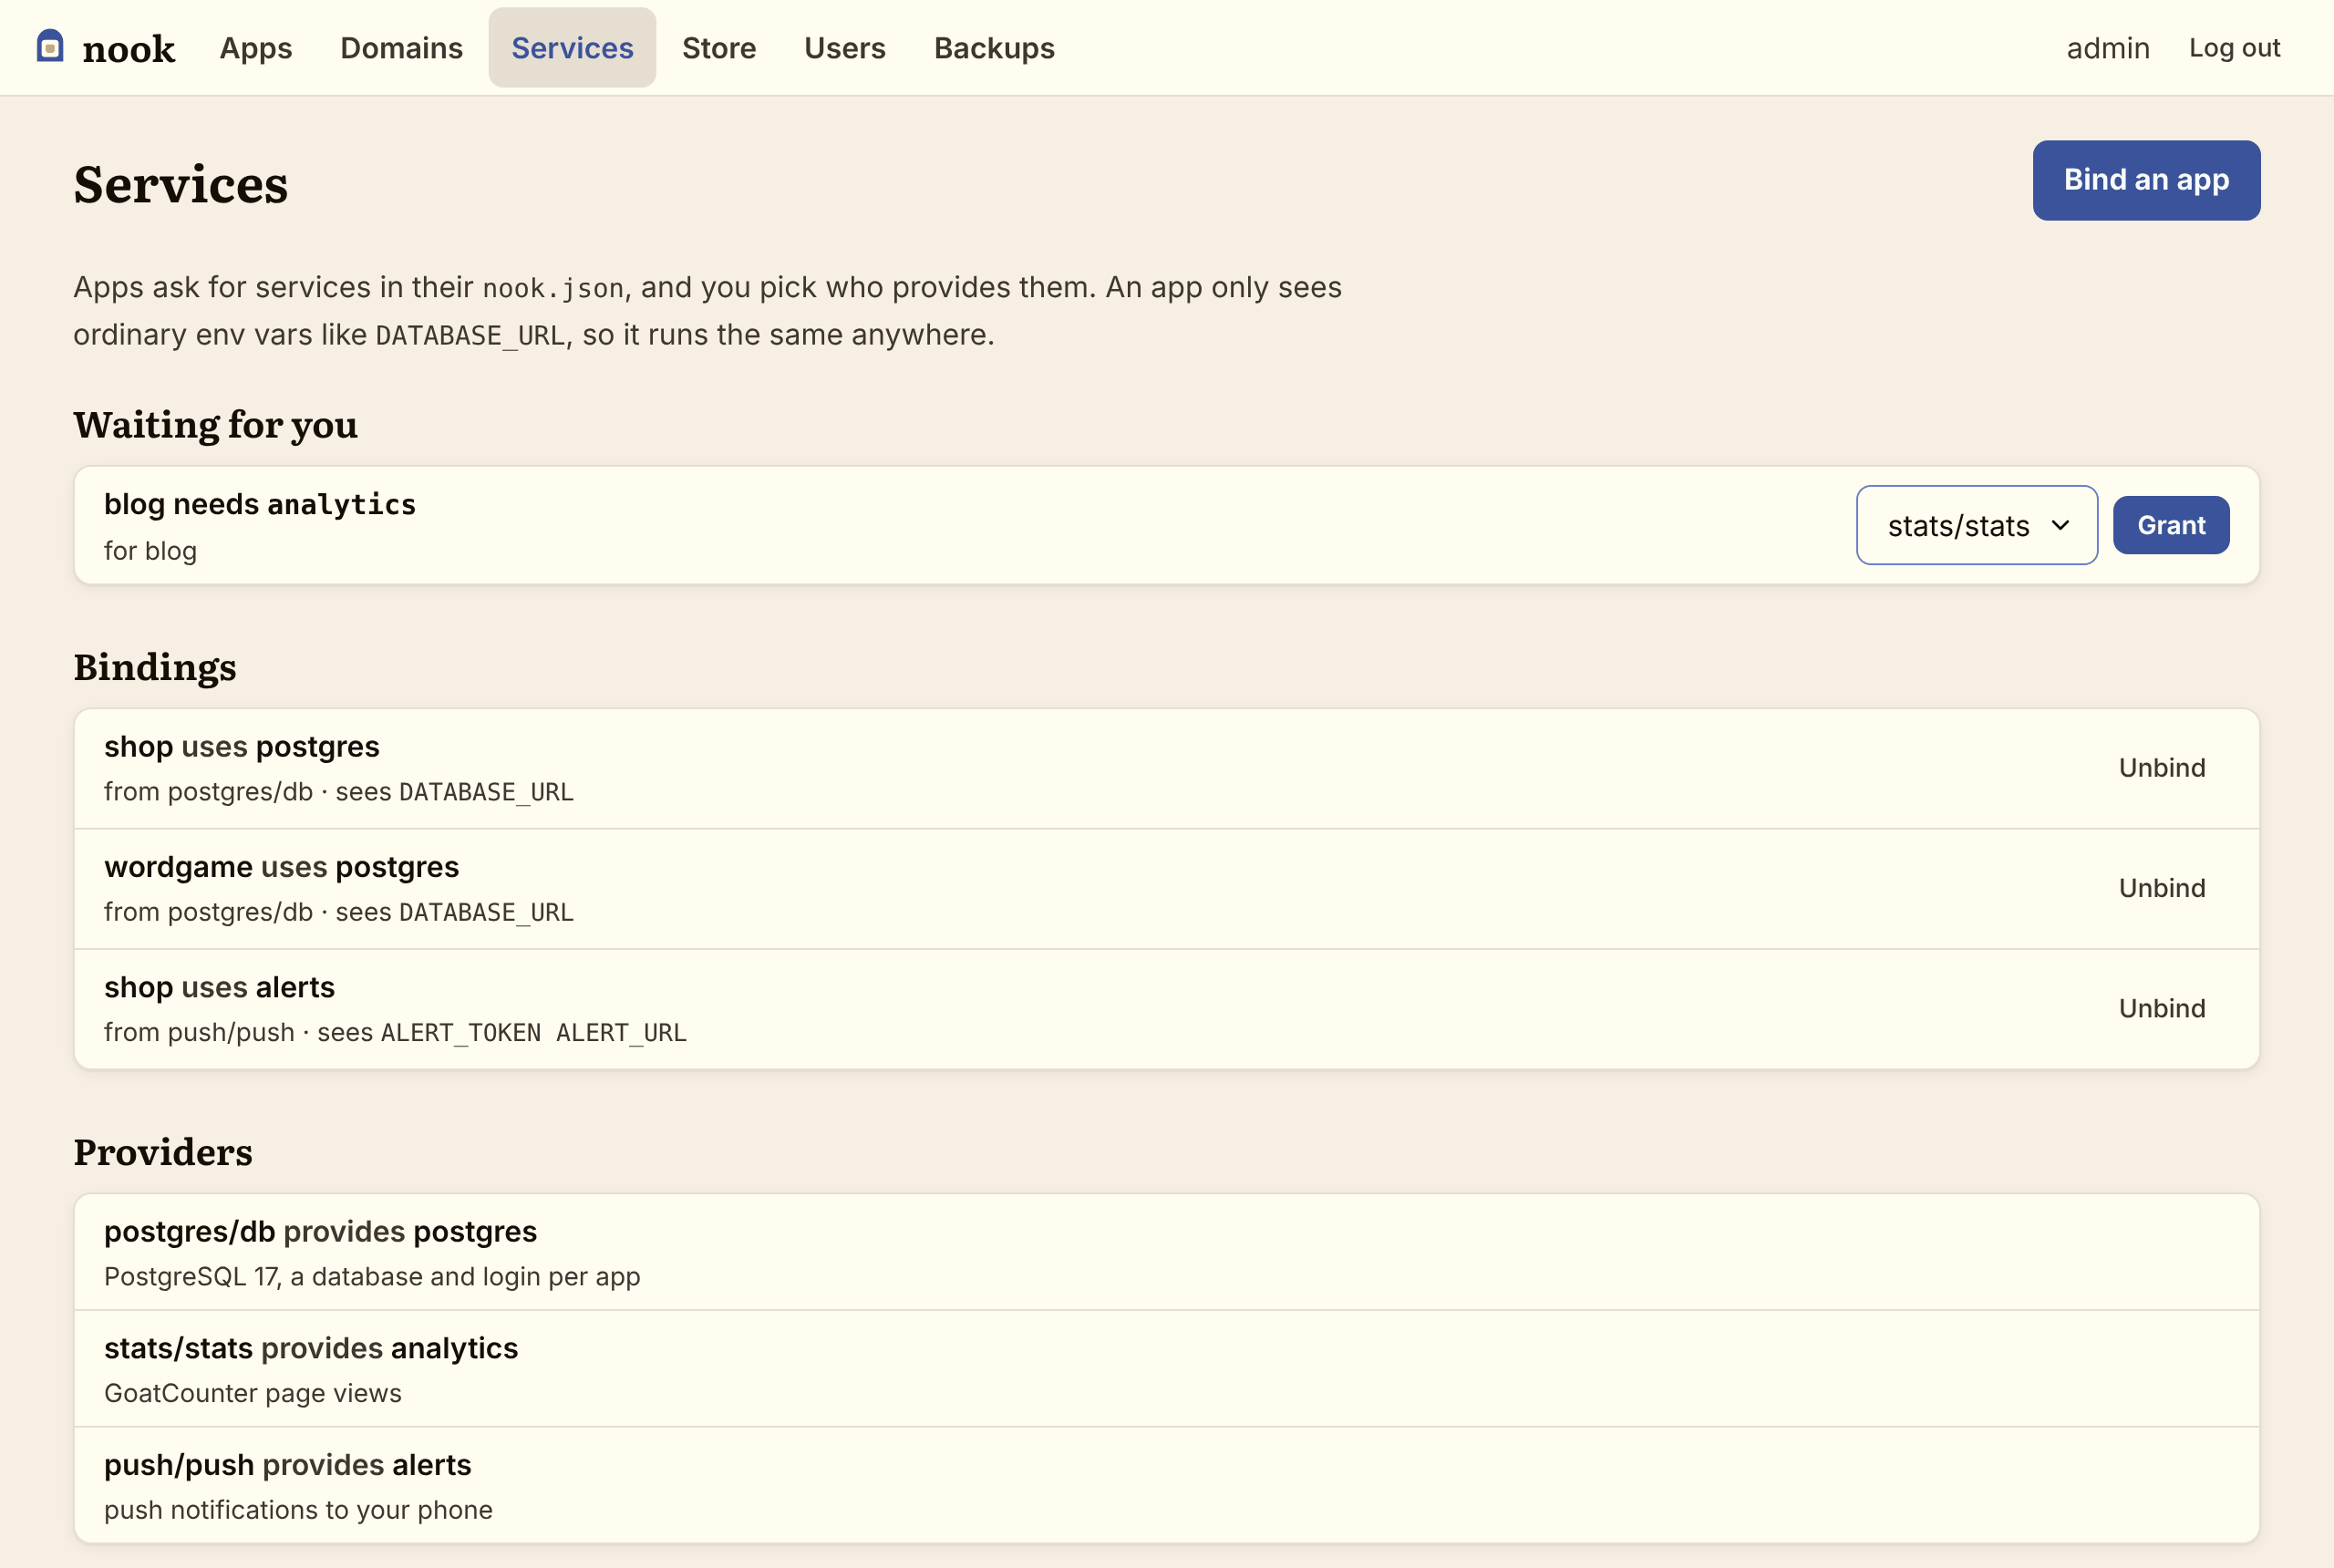 nook Apps Domains Services Store Users Backups admin Log out
Services
Bind an app
Apps ask for services in their nook.json, and you pick who provides them. An app only sees
ordinary env vars like DATABASE_URL, so it runs the same anywhere.
Waiting for you
blog needs analytics
for blog
stats/stats
Grant
Bindings
shop uses postgres
from postgres/db · sees DATABASE_URL
Unbind
wordgame uses postgres
from postgres/db · sees DATABASE_URL
Unbind
shop uses alerts
from push/push · sees ALERT_TOKEN ALERT_URL
Unbind
Providers
postgres/db provides postgres
PostgreSQL 17, a database and login per app
stats/stats provides analytics
GoatCounter page views
push/push provides alerts
push notifications to your phone